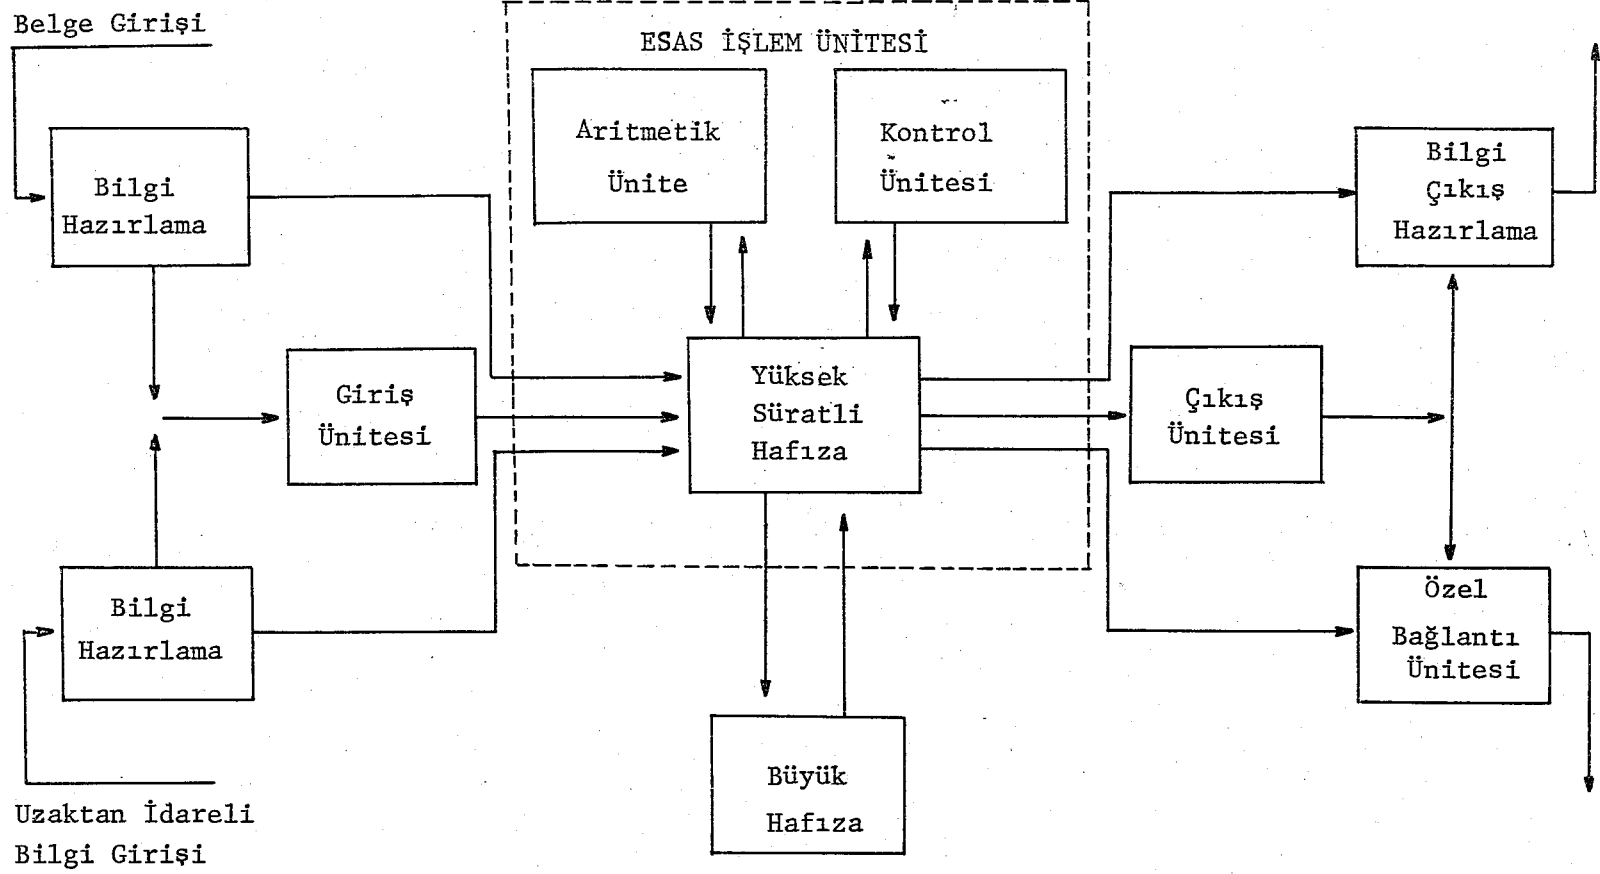 Belge Girişi
ESAS İŞLEM ÜNİTESİ
Aritmetik
Ünite
Kontrol
Ünitesi
Bilgi
Hazırlama
Bilgi
Çıkış
Hazırlama
Giriş
Ünitesi
Yüksek
Süratli
Hafıza
Çıkış
Ünitesi
Bilgi
Hazırlama
Özel
Bağlantı
Ünitesi
Büyük
Hafıza
Uzaktan İdareli
Bilgi Girişi